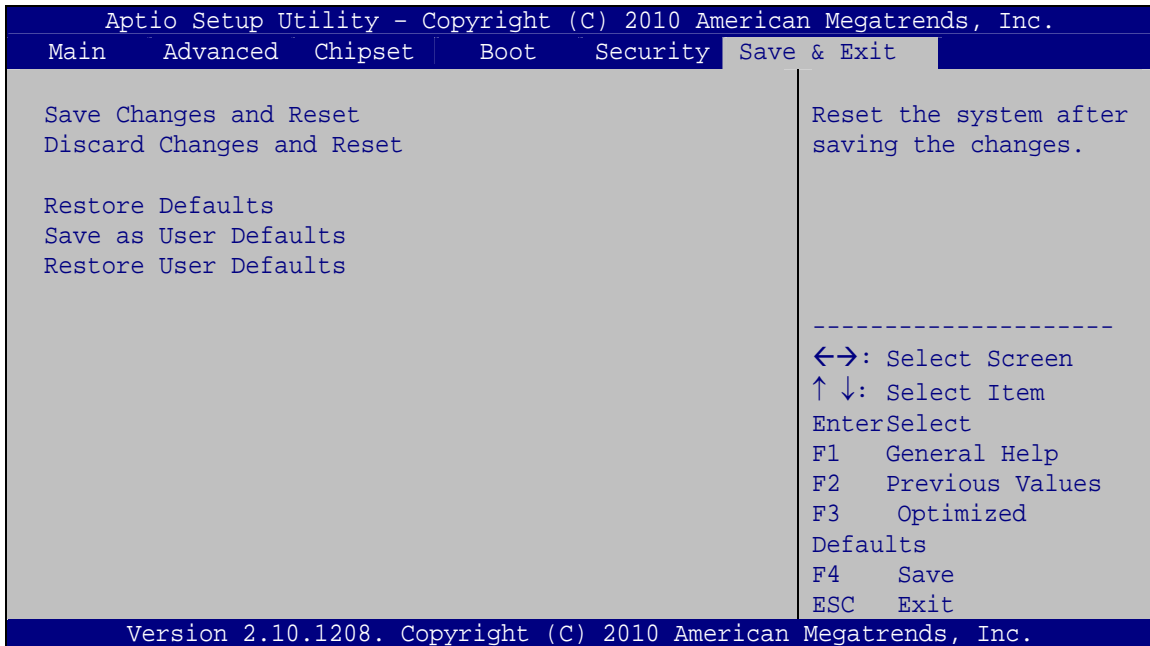 Aptio Setup Utility – Copyright (C) 2010 American Megatrends, Inc.
Main Advanced Chipset Boot Security Save & Exit
Save Changes and Reset
Discard Changes and Reset
Restore Defaults
Save as User Defaults
Restore User Defaults
Reset the system after
saving the changes.
---------------------
←→: Select Screen
↑ ↓: Select Item
EnterSelect
F1 General Help
F2 Previous Values
F3 Optimized
Defaults
F4 Save
ESC Exit
Version 2.10.1208. Copyright (C) 2010 American Megatrends, Inc.